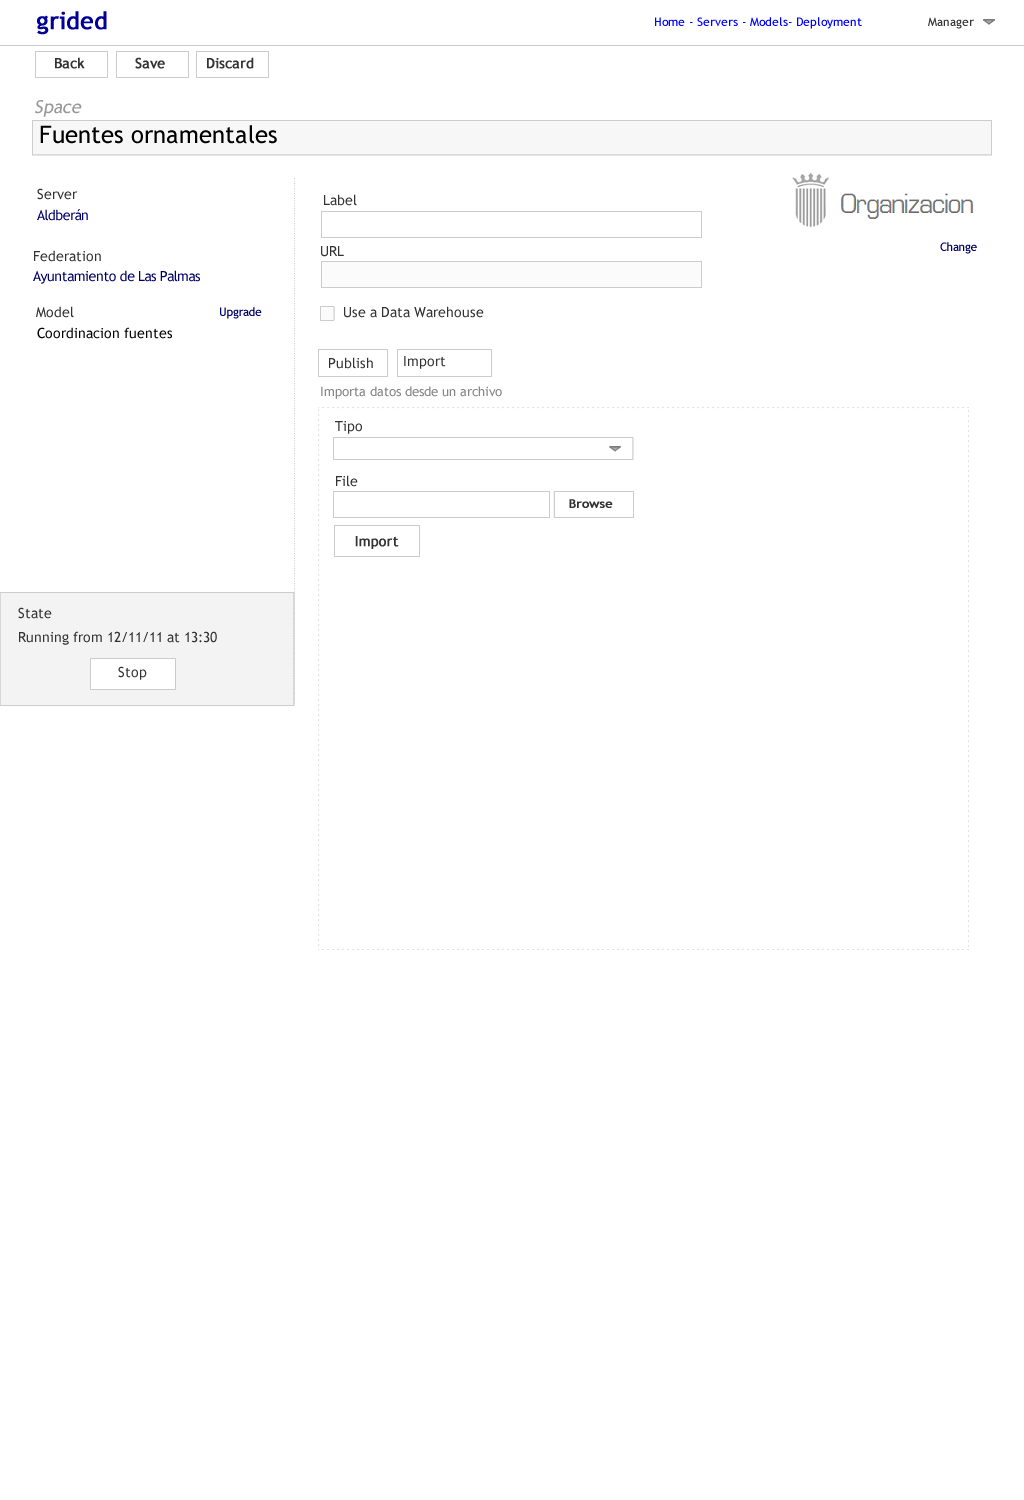 grided
Home - Servers - Models- Deployment
Manager
Back
Save
Discard
Space
Fuentes ornamentales
Server
Aldberán
Federation
Ayuntamiento de Las Palmas
Model
Upgrade
Coordinacion fuentes
Label
URL
Organizacion
Change
Use a Data Warehouse
Publish
Import
Importa datos desde un archivo
Tipo
File
Browse
Import
State
Running from 12/11/11 at 13:30
Stop